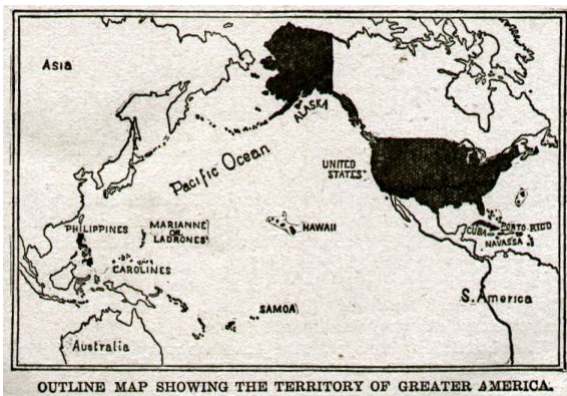 Asia
ALASKA
Pacific Ocean
UNITED
STATES
PHILIPPINES
MARIANNE
OR
LADRONES
HAWAII
CUBA
PORTO RICO
NAVASSA
CAROLINES
SAMOA
S. America
Australia
OUTLINE MAP SHOWING THE TERRITORY OF GREATER AMERICA.